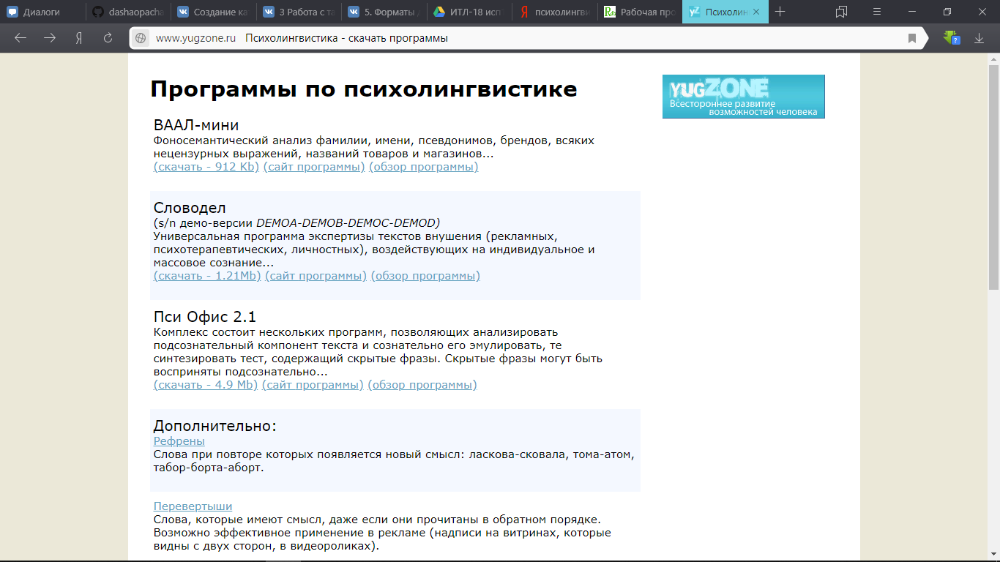 Диалоги
dashaopacha
Создание ка
3 Работа с та
5. Форматы д
ИТЛ-18 исп
психолингви
Рабочая про
Психолин
www.yugzone.ru Психолингвистика - скачать программы
Программы по психолингвистике
YUGZONE
Всестороннее развитие
возможностей человека
ВААЛ-мини
Фоносемантический анализ фамилии, имени, псевдонимов, брендов, всяких
нецензурных выражений, названий товаров и магазинов...
(скачать - 912 Kb) (сайт программы) (обзор программы)
Словодел
(s/n демо-версии DEMOA-DEMOB-DEMOC-DEMOD)
Универсальная программа экспертизы текстов внушения (рекламных,
психотерапевтических, личностных), воздействующих на индивидуальное и
массовое сознание...
(скачать - 1.21Mb) (сайт программы) (обзор программы)
Пси Офис 2.1
Комплекс состоит нескольких программ, позволяющих анализировать
подсознательный компонент текста и сознательно его эмулировать, те
синтезировать тест, содержащий скрытые фразы. Скрытые фразы могут быть
восприняты подсознательно...
(скачать - 4.9 Mb) (сайт программы) (обзор программы)
Дополнительно:
Рефрены
Слова при повторе которых появляется новый смысл: ласкова-сковала, тома-атом,
табор-борта-аборт.
Перевертыши
Слова, которые имеют смысл, даже если они прочитаны в обратном порядке.
Возможно эффективное применение в рекламе (надписи на витринах, которые
видны с двух сторон, в видеороликах).